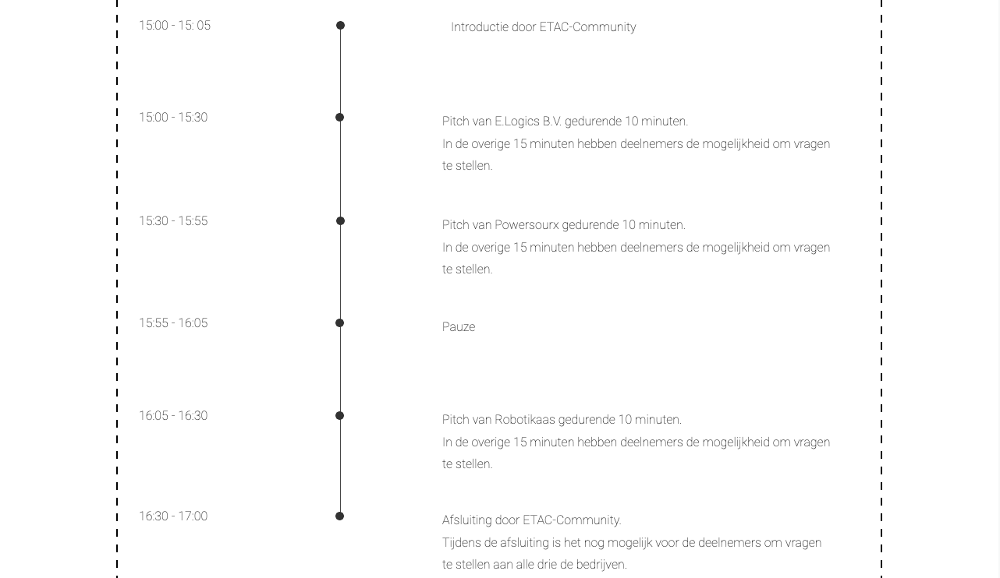 15:00 - 15: 05
Introductie door ETAC-Community
15:00 - 15:30
Pitch van E.Logics B.V. gedurende 10 minuten.
In de overige 15 minuten hebben deelnemers de mogelijkheid om vragen
te stellen.
15:30 - 15:55
Pitch van Powersourx gedurende 10 minuten.
In de overige 15 minuten hebben deelnemers de mogelijkheid om vragen
te stellen.
15:55 - 16:05
Pauze
16:05 - 16:30
Pitch van Robotikaas gedurende 10 minuten.
In de overige 15 minuten hebben deelnemers de mogelijkheid om vragen
te stellen.
16:30 - 17:00
Afsluiting door ETAC-Community.
Tijdens de afsluiting is het nog mogelijk voor de deelnemers om vragen
te stellen aan alle drie de bedrijven.